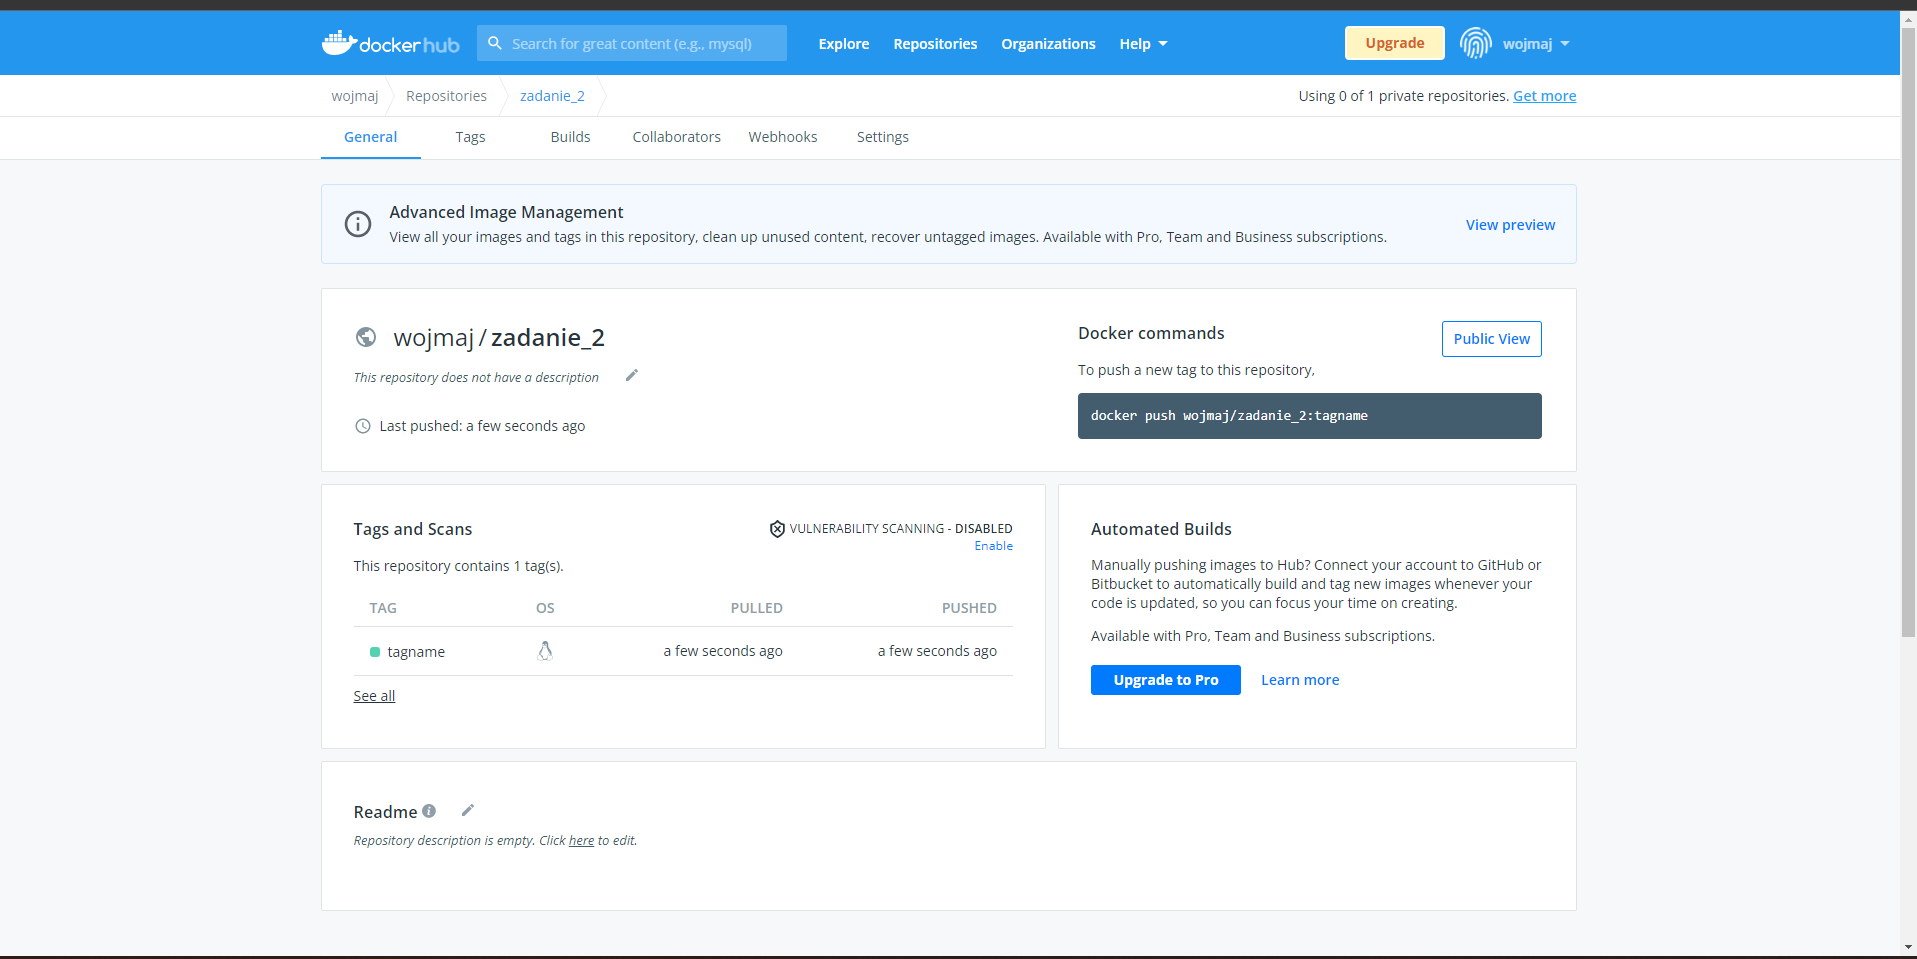 dockerhub
Search for great content (e.g., mysql)
Explore
Repositories
Organizations
Help
Upgrade
wojmaj
wojmaj
Repositories
zadanie_2
Using 0 of 1 private repositories. Get more
General
Tags
Builds
Collaborators
Webhooks
Settings
Advanced Image Management
View all your images and tags in this repository, clean up unused content, recover untagged images. Available with Pro, Team and Business subscriptions.
View preview
wojmaj / zadanie_2
This repository does not have a description
Last pushed: a few seconds ago
Docker commands
Public View
To push a new tag to this repository,
docker push wojmaj/zadanie_2:tagname
Tags and Scans
VULNERABILITY SCANNING - DISABLED
Enable
This repository contains 1 tag(s).
TAG OS PULLED PUSHED
tagname a few seconds ago a few seconds ago
See all
Automated Builds
Manually pushing images to Hub? Connect your account to GitHub or
Bitbucket to automatically build and tag new images whenever your
code is updated, so you can focus your time on creating.
Available with Pro, Team and Business subscriptions.
Upgrade to Pro
Learn more
Readme
Repository description is empty. Click here to edit.